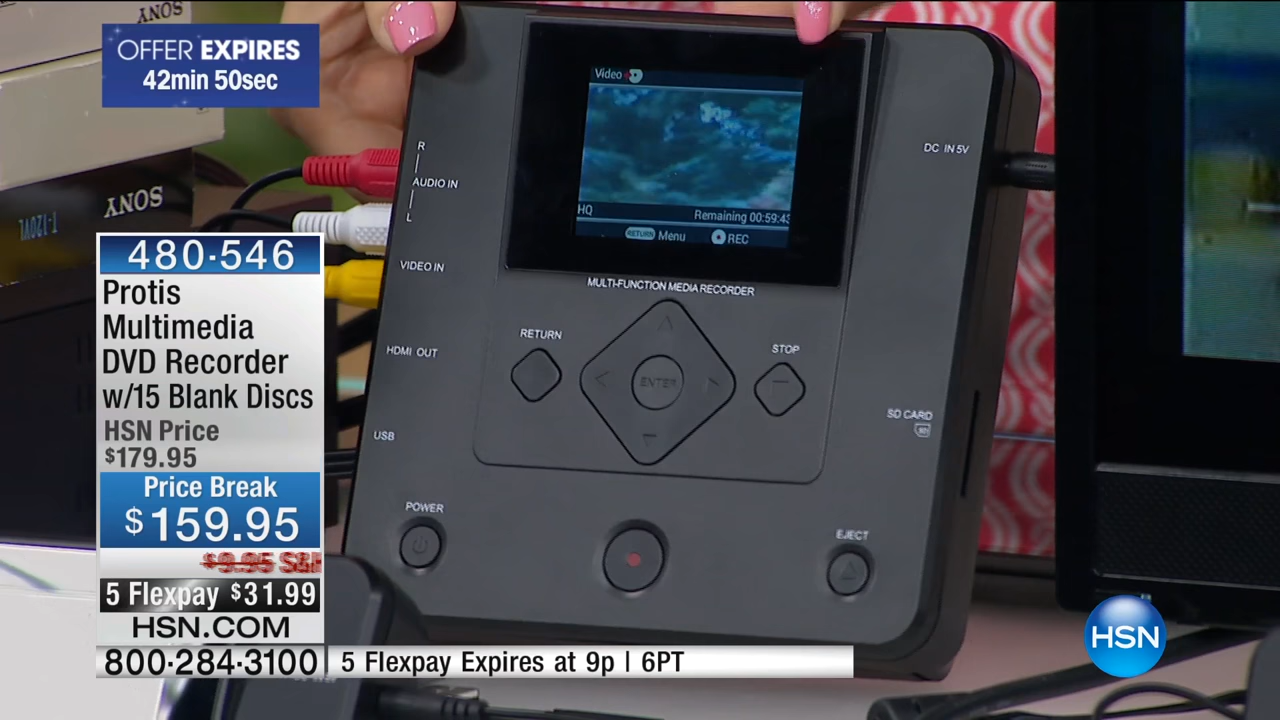 SONY
OFFER EXPIRES
42min 50sec
SONY
T-120VL
480-546
Protis
Multimedia
DVD Recorder
w/15 Blank Discs
HSN Price
$179.95
Price Break
$159.95
$9.95 S&H
5 Flexpay $31.99
HSN.COM
800-284-3100
5 Flexpay Expires at 9p | 6PT
HSN
Video
HQ
Remaining 00:59:43
RETURN Menu
REC
MULTI-FUNCTION MEDIA RECORDER
R
AUDIO IN
L
VIDEO IN
HDMI OUT
USB
DC IN 5V
RETURN
STOP
ENTER
SD CARD
POWER
EJECT